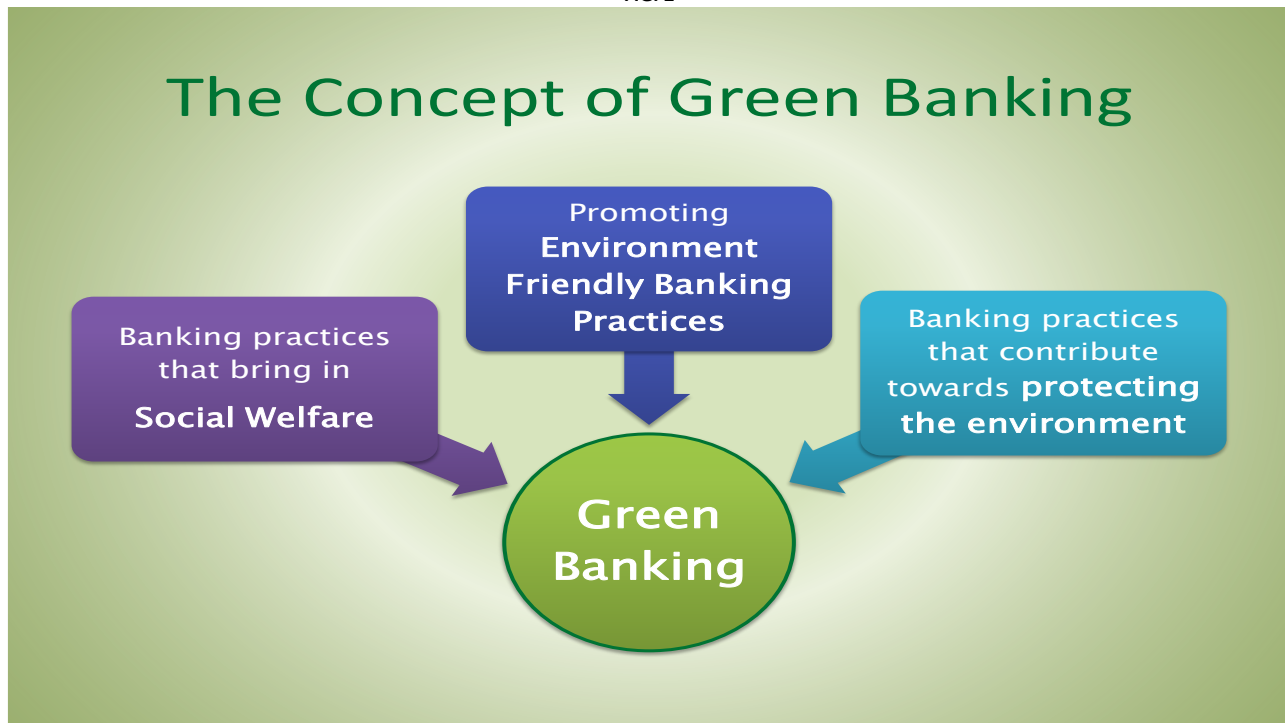 The Concept of Green Banking
Promoting
Environment
Friendly Banking
Practices
Banking practices
that bring in
Social Welfare
Banking practices
that contribute
towards protecting
the environment
Green
Banking